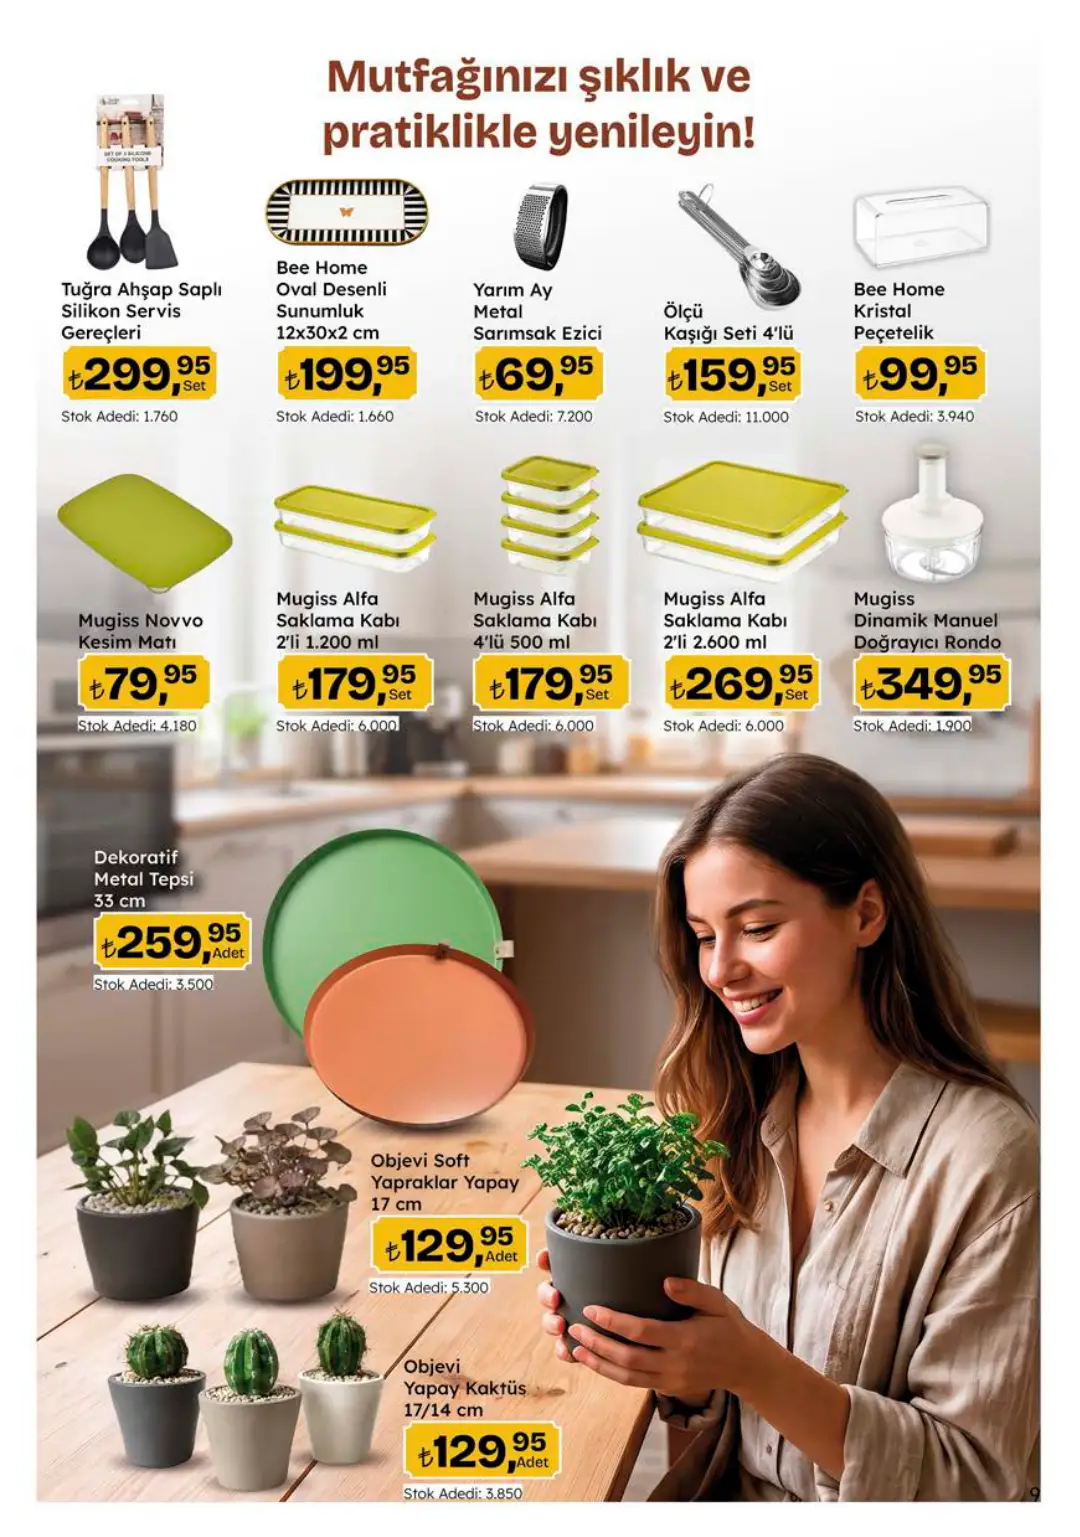 Mutfağınızı şıklık ve
pratiklikle yenileyin!
SET OF 3 SILICONE
COOKING TOOLS
Tuğra Ahşap Saplı
Silikon Servis
Gereçleri
₺299,95
Set
Stok Adedi: 1.760
Bee Home
Oval Desenli
Sunumluk
12x30x2 cm
₺199,95
Stok Adedi: 1.660
Yarım Ay
Metal
Sarımsak Ezici
₺69,95
Stok Adedi: 7.200
Ölçü
Kaşığı Seti 4'lü
₺159,95
Set
Stok Adedi: 11.000
Bee Home
Kristal
Peçetelik
₺99,95
Stok Adedi: 3.940
Mugiss Novvo
Kesim Matı
₺79,95
Stok Adedi: 4.180
Mugiss Alfa
Saklama Kabı
2'li 1.200 ml
₺179,95
Set
Stok Adedi: 6.000
Mugiss Alfa
Saklama Kabı
4'lü 500 ml
₺179,95
Set
Stok Adedi: 6.000
Mugiss Alfa
Saklama Kabı
2'li 2.600 ml
₺269,95
Set
Stok Adedi: 6.000
Mugiss
Dinamik Manuel
Doğrayıcı Rondo
₺349,95
Stok Adedi: 1.900
Dekoratif
Metal Tepsi
33 cm
₺259,95
Adet
Stok Adedi: 3.500
Objevi Soft
Yapraklar Yapay
17 cm
₺129,95
Adet
Stok Adedi: 5.300
Objevi
Yapay Kaktüs
17/14 cm
₺129,95
Adet
Stok Adedi: 3.850
9